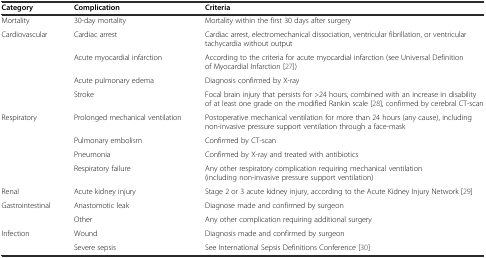 Category Complication Criteria
Mortality 30-day mortality Mortality within the first 30 days after surgery
Cardiovascular Cardiac arrest Cardiac arrest, electromechanical dissociation, ventricular fibrillation, or ventricular
tachycardia without output
Acute myocardial infarction According to the criteria for acute myocardial infarction (see Universal Definition
of Myocardial Infarction [27])
Acute pulmonary edema Diagnosis confirmed by X-ray
Stroke Focal brain injury that persists for >24 hours, combined with an increase in disability
of at least one grade on the modified Rankin scale [28], confirmed by cerebral CT-scan
Respiratory Prolonged mechanical ventilation Postoperative mechanical ventilation for more than 24 hours (any cause), including
non-invasive pressure support ventilation through a face-mask
Pulmonary embolism Confirmed by CT-scan
Pneumonia Confirmed by X-ray and treated with antibiotics
Respiratory failure Any other respiratory complication requiring mechanical ventilation
(including non-invasive pressure support ventilation)
Renal Acute kidney injury Stage 2 or 3 acute kidney injury, according to the Acute Kidney Injury Network [29]
Gastrointestinal Anastomotic leak Diagnose made and confirmed by surgeon
Other Any other complication requiring additional surgery
Infection Wound Diagnosis made and confirmed by surgeon
Severe sepsis See International Sepsis Definitions Conference [30]